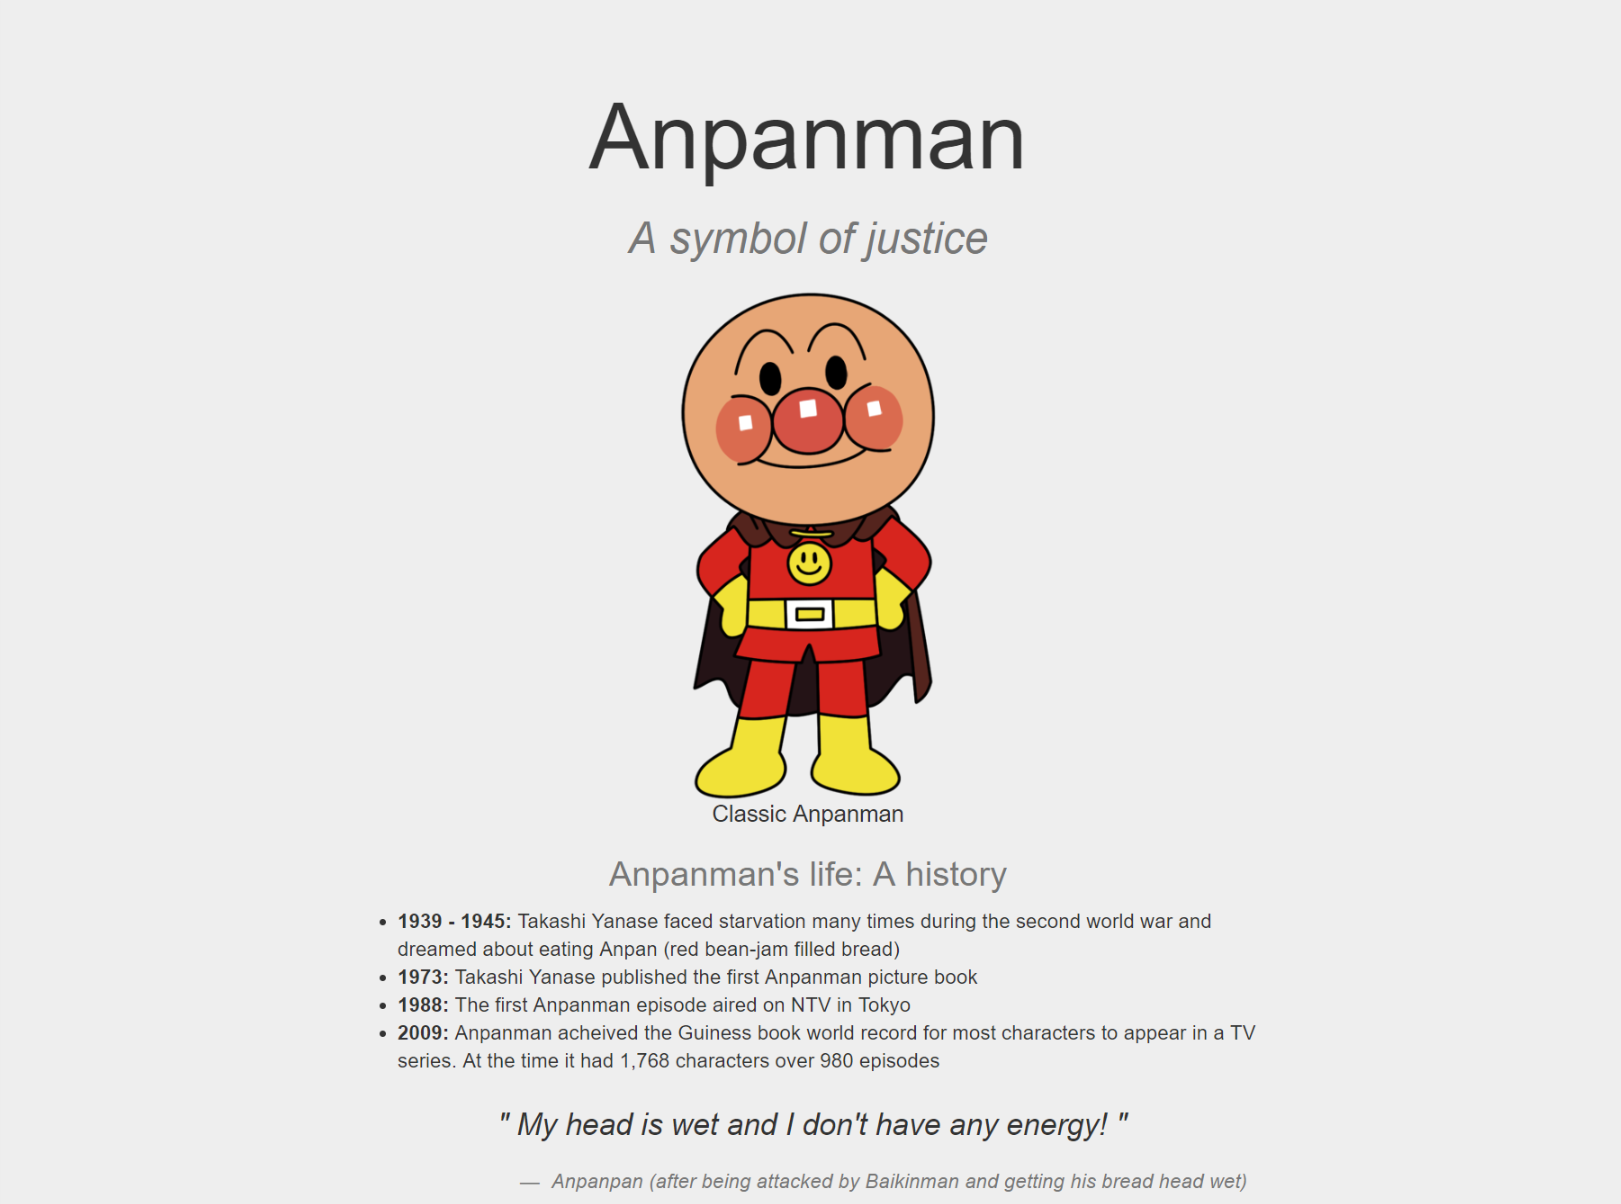 Anpanman
A symbol of justice
Classic Anpanman
Anpanman's life: A history
• 1939 - 1945: Takashi Yanase faced starvation many times during the second world war and
dreamed about eating Anpan (red bean-jam filled bread)
• 1973: Takashi Yanase published the first Anpanman picture book
• 1988: The first Anpanman episode aired on NTV in Tokyo
• 2009: Anpanman acheived the Guiness book world record for most characters to appear in a TV
series. At the time it had 1,768 characters over 980 episodes
" My head is wet and I don't have any energy! "
— Anpanpan (after being attacked by Baikinman and getting his bread head wet)